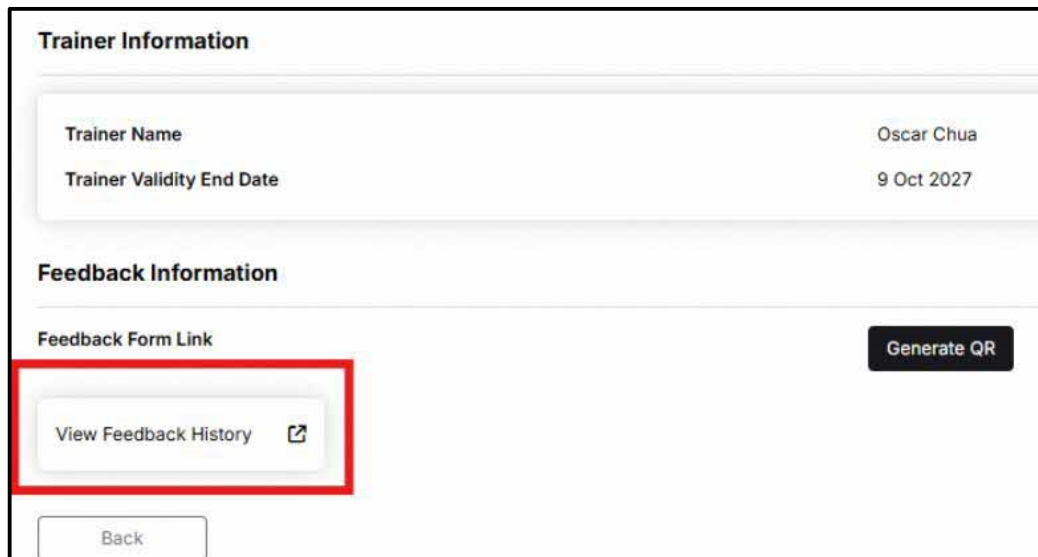 Trainer Information
Trainer Name Oscar Chua
Trainer Validity End Date 9 Oct 2027
Feedback Information
Feedback Form Link Generate QR
View Feedback History
Back